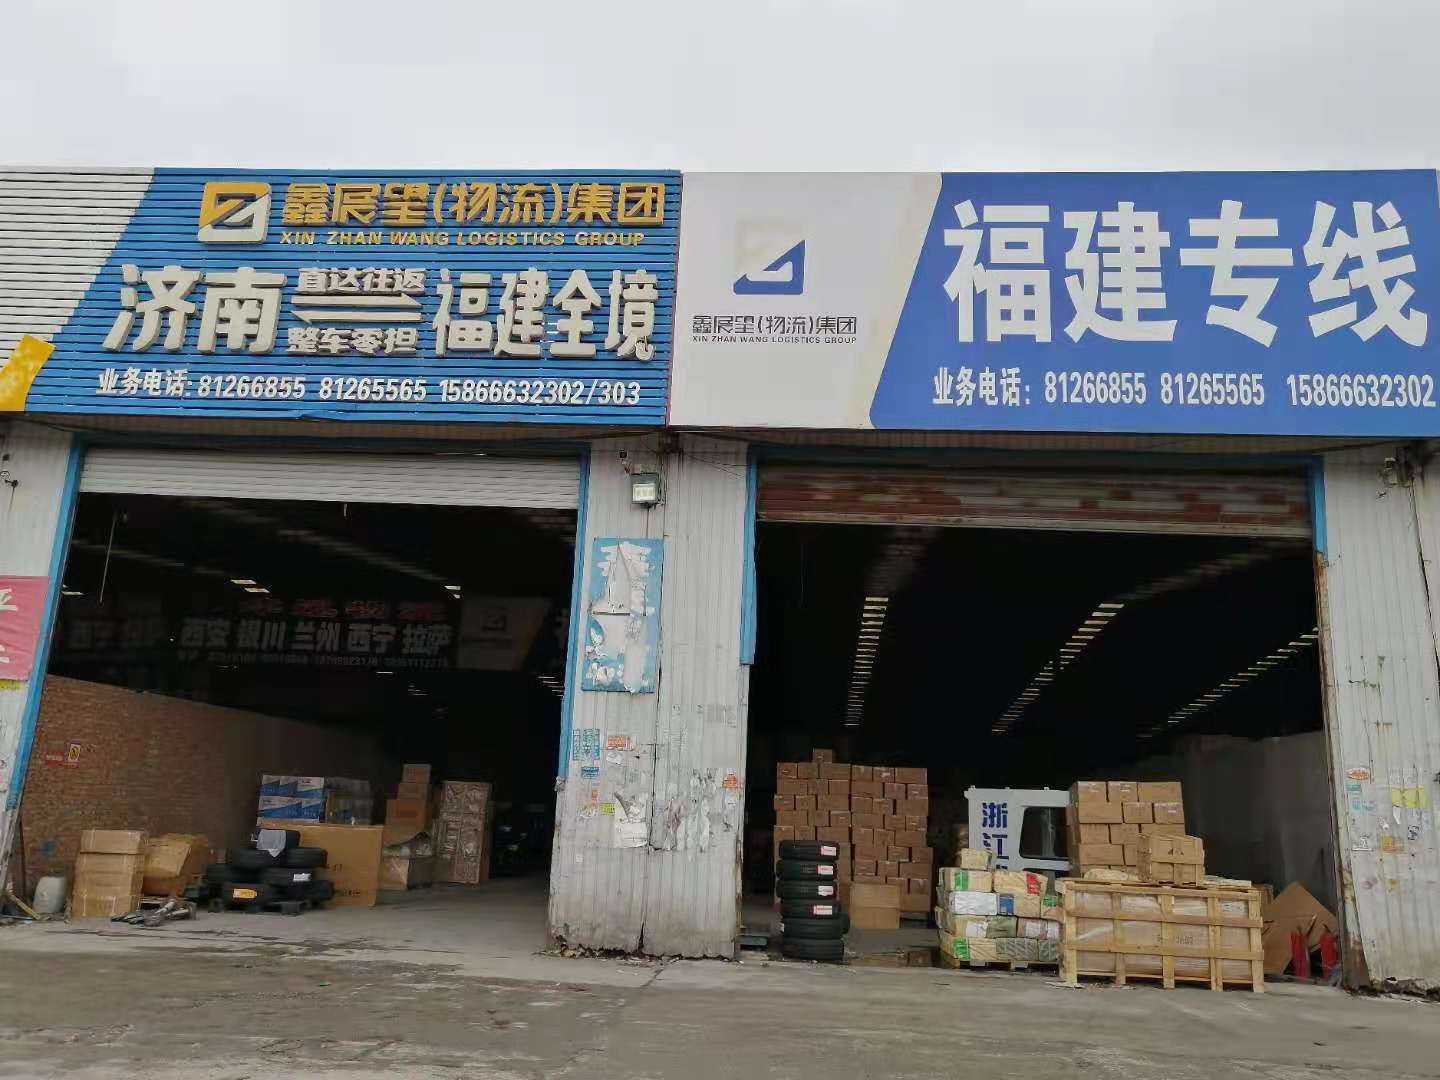 鑫展望(物流)集团
XIN ZHAN WANG LOGISTICS GROUP
济南 直达往返 福建全境
整车零担
业务电话: 81266855 81265565 15866632302/303
鑫展望(物流)集团
XIN ZHAN WANG LOGISTICS GROUP
福建专线
业务电话: 81266855 81265565 15866632302
西安 银川 兰州 西宁 拉萨
浙江